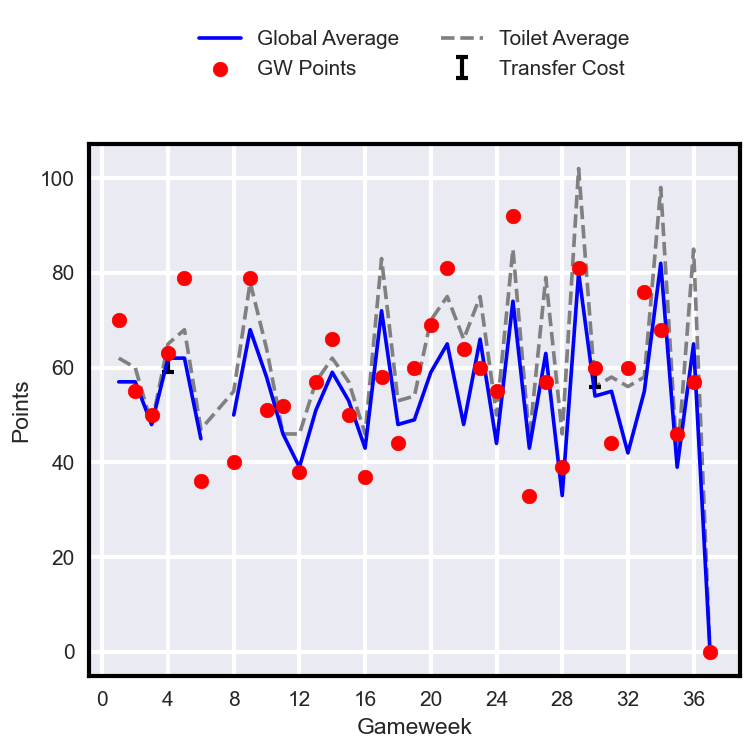 Global Average
GW Points
Toilet Average
Transfer Cost
100
80
60
40
20
0
Points
0 4 8 12 16 20 24 28 32 36
Gameweek